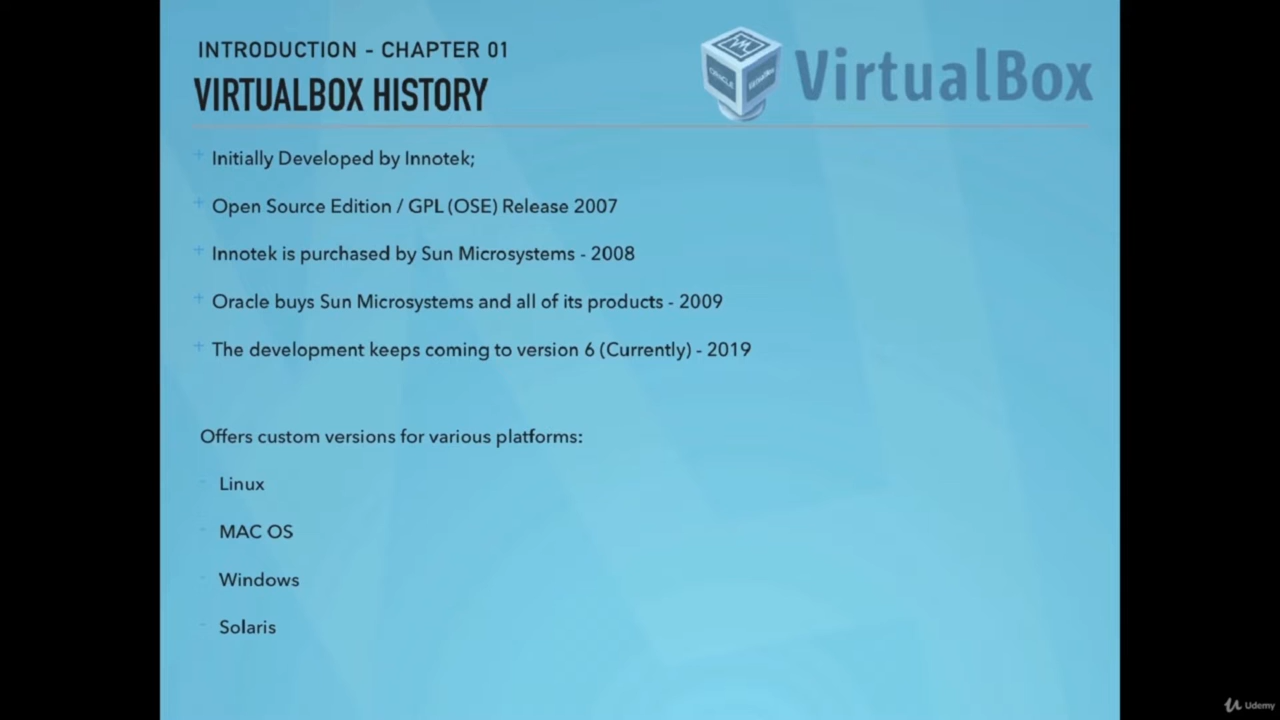 INTRODUCTION - CHAPTER 01
VIRTUALBOX HISTORY
VirtualBox
+ Initially Developed by Innotek;
+ Open Source Edition / GPL (OSE) Release 2007
+ Innotek is purchased by Sun Microsystems - 2008
+ Oracle buys Sun Microsystems and all of its products - 2009
+ The development keeps coming to version 6 (Currently) - 2019
Offers custom versions for various platforms:
- Linux
- MAC OS
- Windows
- Solaris
Udemy